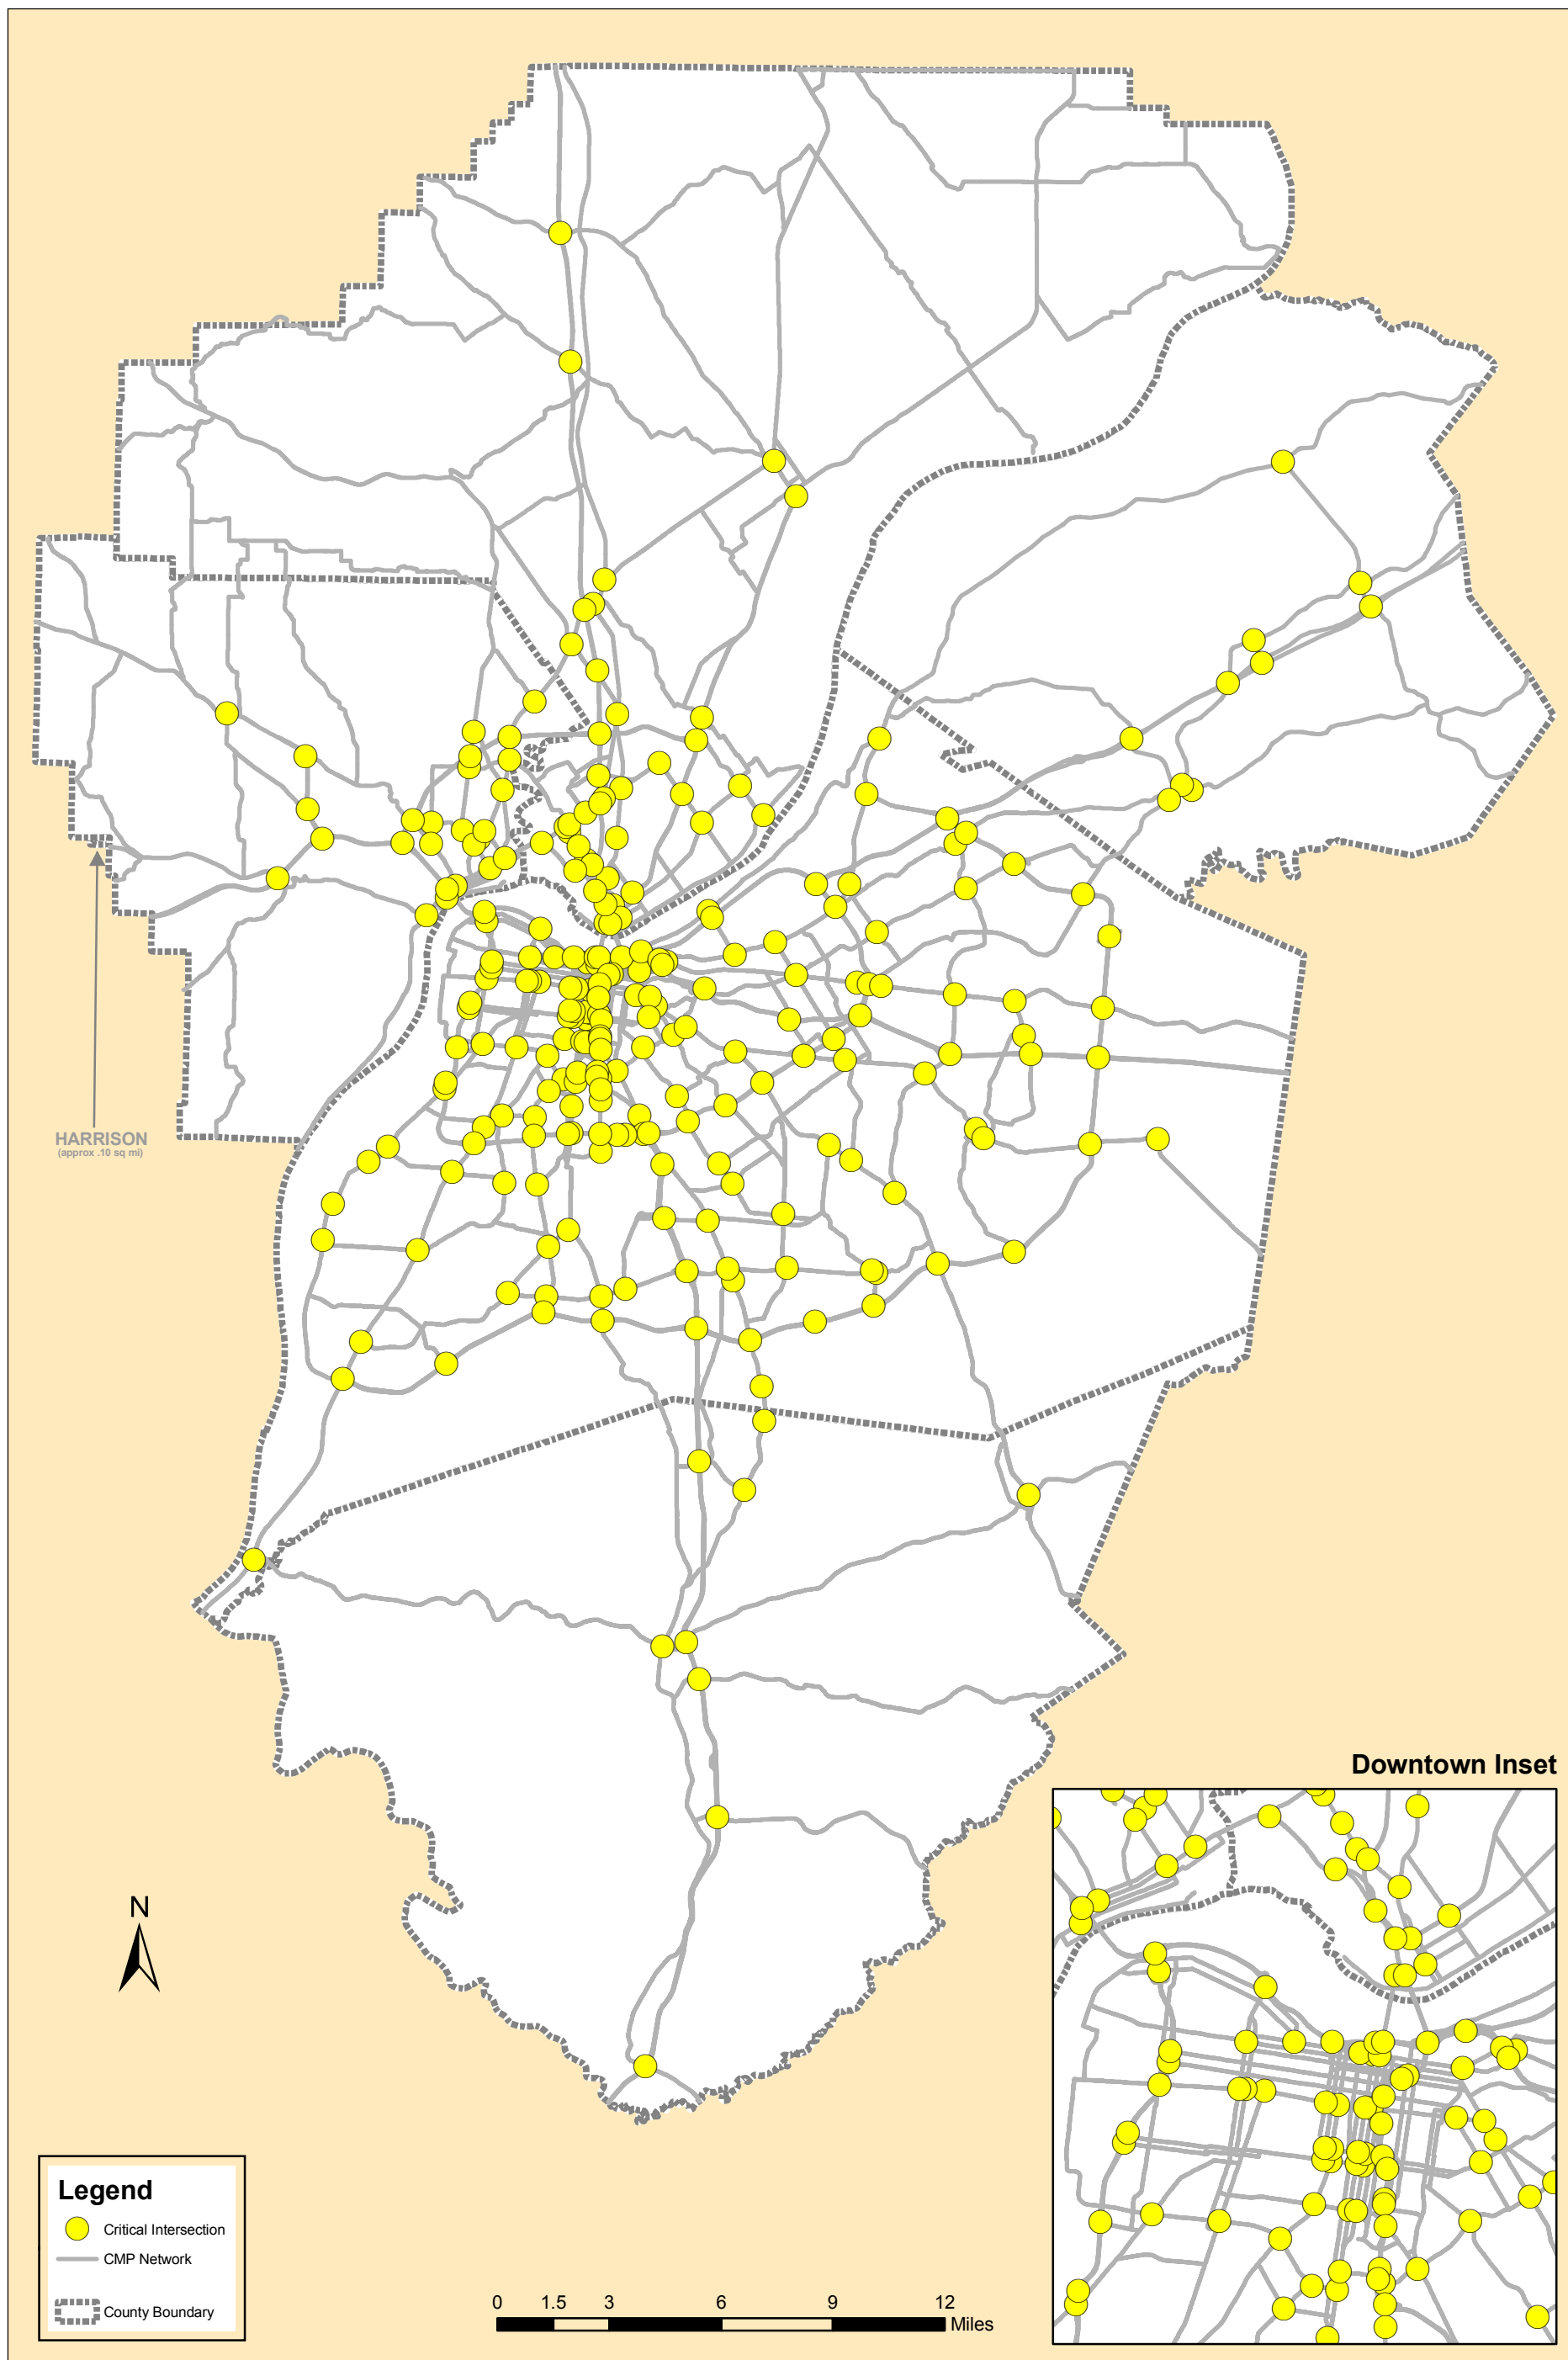 HARRISON
(approx .10 sq mi)
Downtown Inset
N
Legend
Critical Intersection
CMP Network
County Boundary
0 1.5 3 6 9 12
Miles